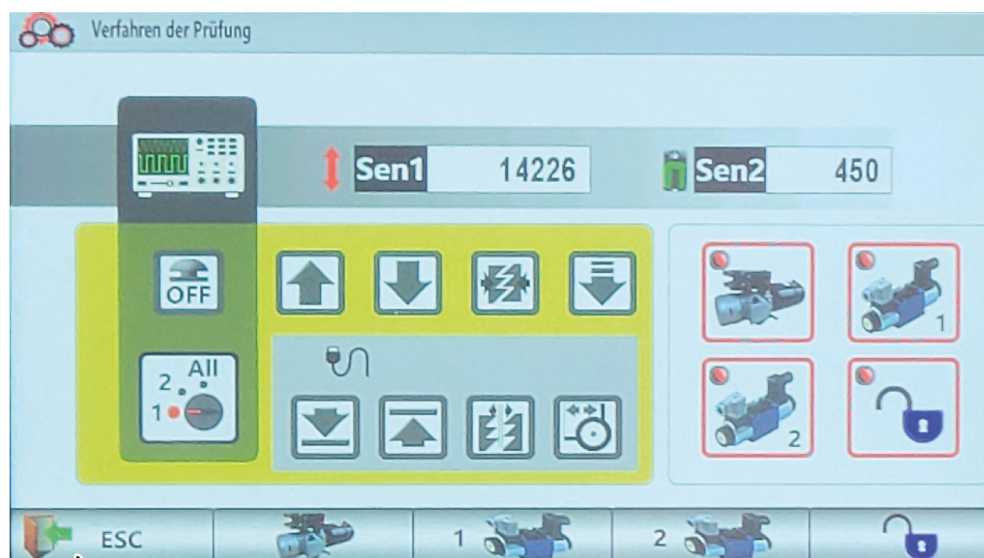 Verfahren der Prüfung
Sen1 14226
Sen2 450
OFF
All
2
1
1
2
ESC
1
2